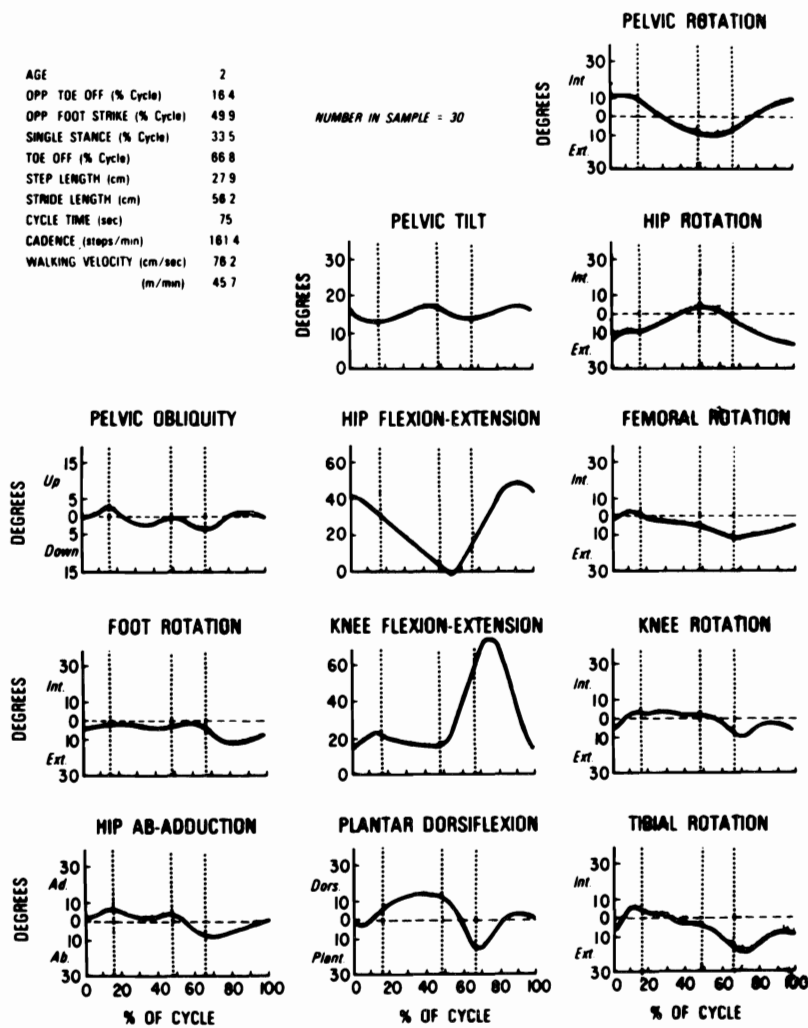 PELVIC ROTATION
AGE 2
OPP TOE OFF (% Cycle) 16 4
OPP FOOT STRIKE (% Cycle) 49 9
SINGLE STANCE (% Cycle) 33 5
TOE OFF (% Cycle) 66 8
STEP LENGTH (cm) 27 9
STRIDE LENGTH (cm) 56 2
CYCLE TIME (sec) 75
CADENCE (steps/min) 161 4
WALKING VELOCITY (cm/sec) 76 2
(m/min) 45 7
NUMBER IN SAMPLE = 30
DEGREES
30
Int
10
0
10
Ext.
30
PELVIC TILT
DEGREES
30
20
10
0
HIP ROTATION
30
Int.
10
0
10
Ext.
30
PELVIC OBLIQUITY
DEGREES
15
Up
5
0
5
Down
15
HIP FLEXION-EXTENSION
60
40
20
0
FEMORAL ROTATION
30
Int.
10
0
10
Ext.
30
FOOT ROTATION
DEGREES
30
Int.
10
0
10
Ext.
30
KNEE FLEXION-EXTENSION
60
40
20
0
KNEE ROTATION
30
Int.
10
0
10
Ext.
30
HIP AB-ADDUCTION
DEGREES
30
Ad.
10
0
10
Ab.
30
0 20 40 60 80 100
% OF CYCLE
PLANTAR DORSIFLEXION
30
Dors.
10
0
10
Plant.
30
0 20 40 60 80 100
% OF CYCLE
TIBIAL ROTATION
30
Int.
10
0
10
Ext
30
0 20 40 60 80 100
% OF CYCLE